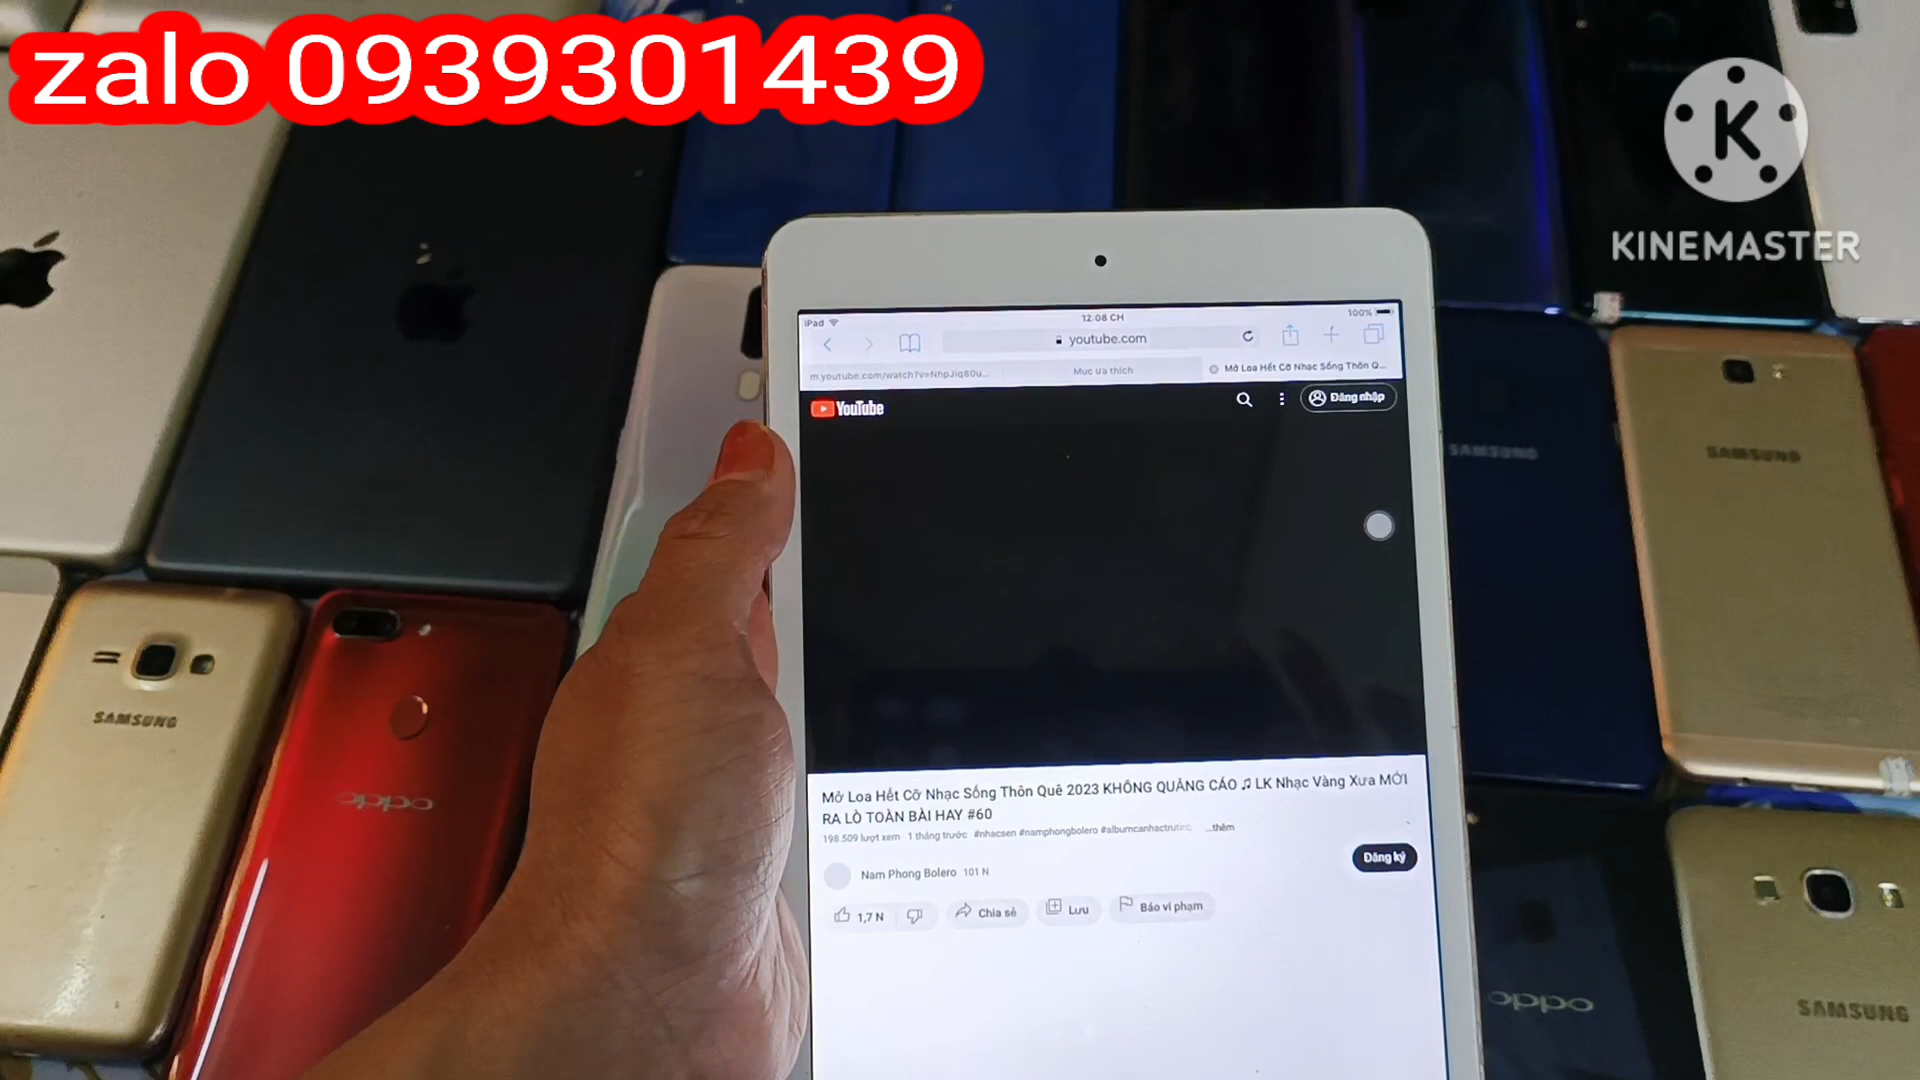 zalo 0939301439
KINEMASTER
iPad
12:08 CH
100%
youtube.com
m.youtube.com/watch?v=NhpJiq80u...
Mục ưa thích
Mở Loa Hết Cỡ Nhạc Sống Thôn Q...
YouTube
Đăng nhập
SAMSUNG
SAMSUNG
SAMSUNG
oppo
Mở Loa Hết Cỡ Nhạc Sống Thôn Quê 2023 KHÔNG QUẢNG CÁO ♫ LK Nhạc Vàng Xưa MỚI
RA LÒ TOÀN BÀI HAY #60
198.509 lượt xem · 1 tháng trước #nhacsen #namphongbolero ...thêm
Nam Phong Bolero 101 N
Đăng ký
1,7 N
Chia sẻ
Lưu
Báo vi phạm
oppo
SAMSUNG